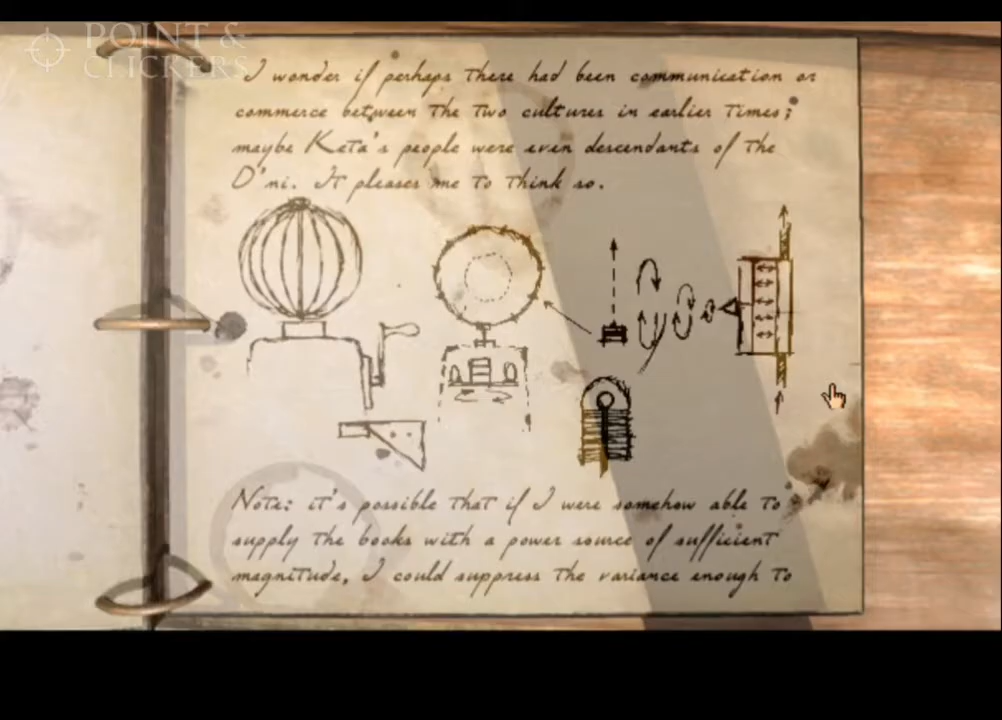 POINT &
CLICKERS
I wonder if perhaps there had been communication or
commerce between the two cultures in earlier times;
maybe Keta's people were even descendants of the
D'ni. It pleases me to think so.
Note: it's possible that if I were somehow able to
supply the books with a power source of sufficient
magnitude, I could suppress the variance enough to